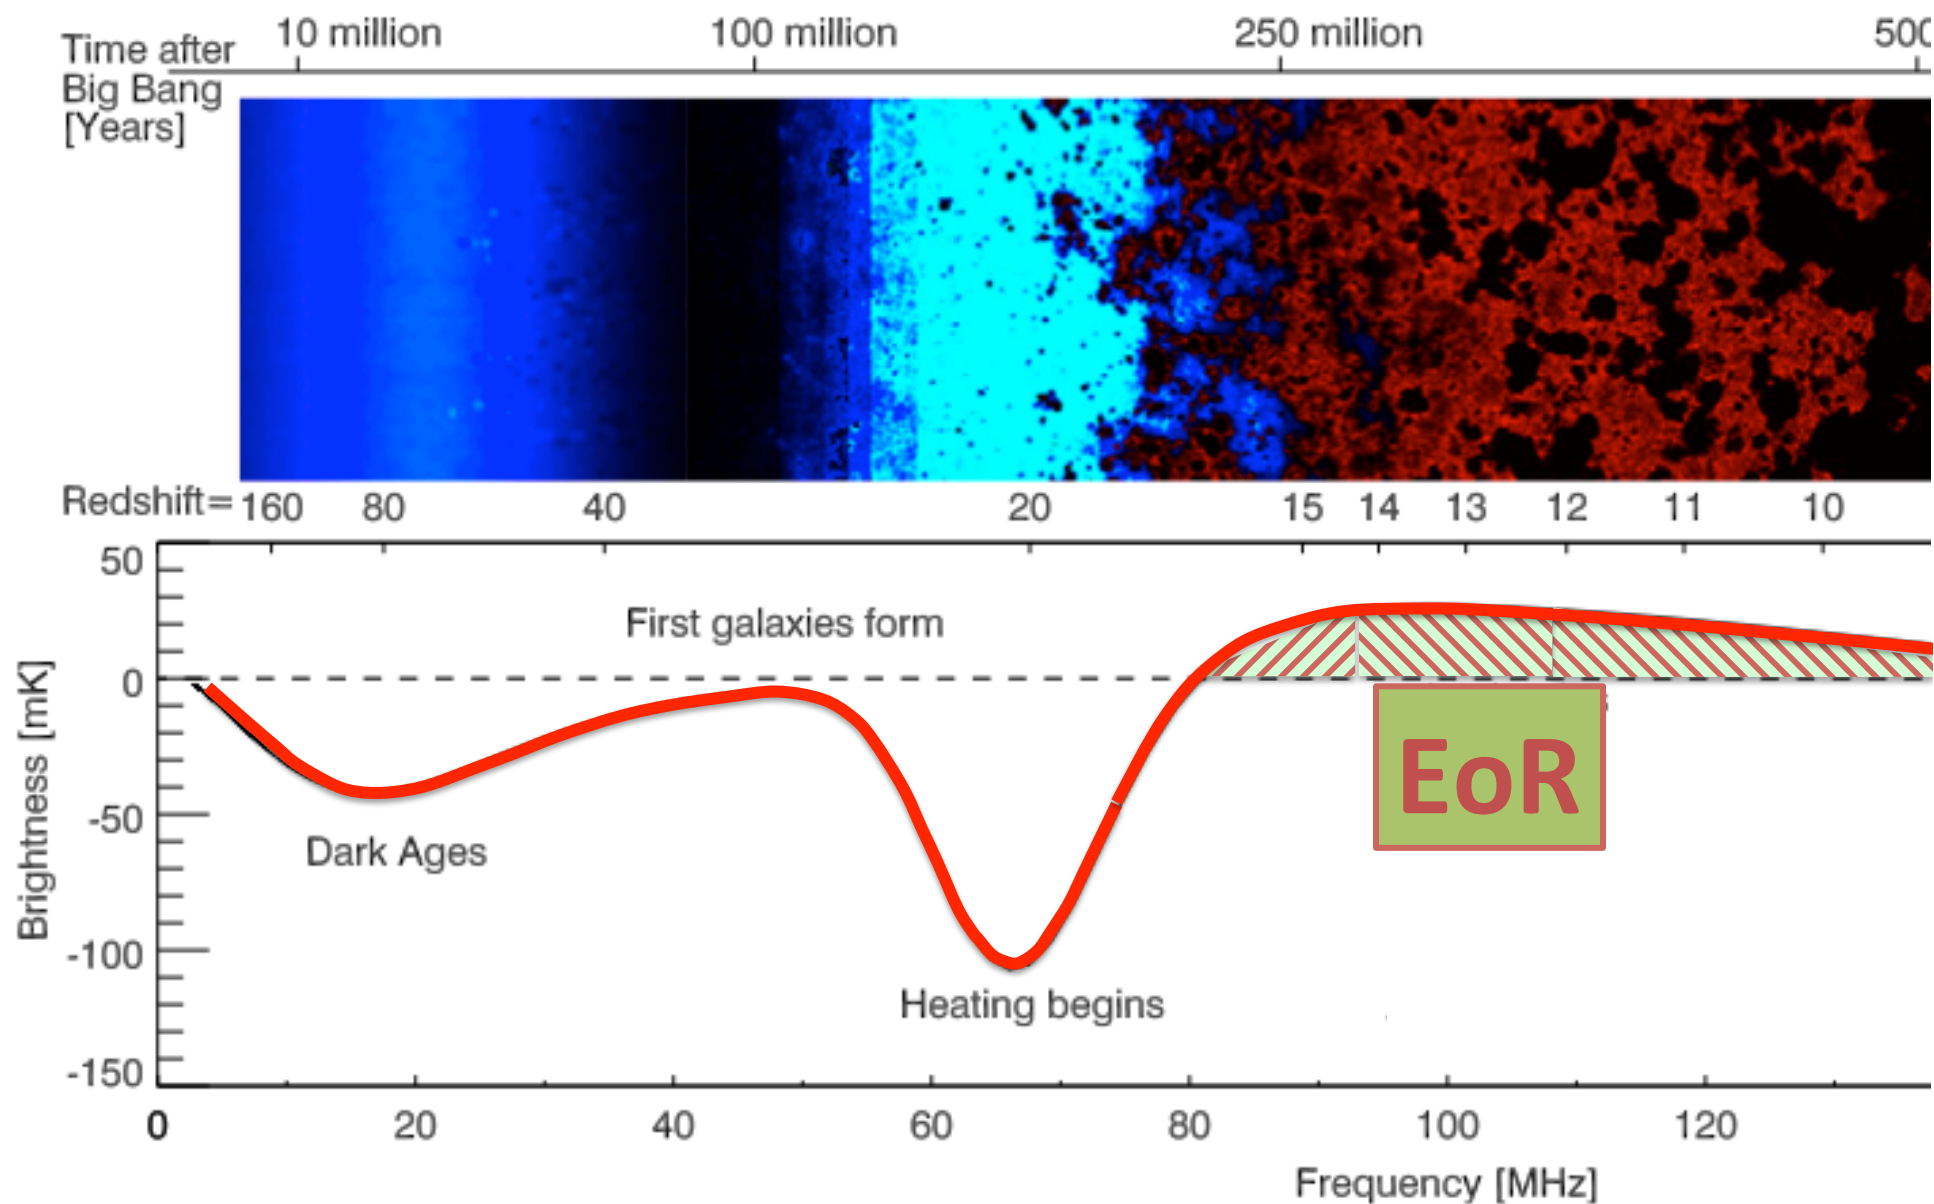 10 million 100 million 250 million 500
Time after
Big Bang
[Years]
Redshift= 160 80 40 20 15 14 13 12 11 10
50
First galaxies form
0
EoR
-50
Dark Ages
-100
Heating begins
-150
Brightness [mK]
0 20 40 60 80 100 120
Frequency [MHz]